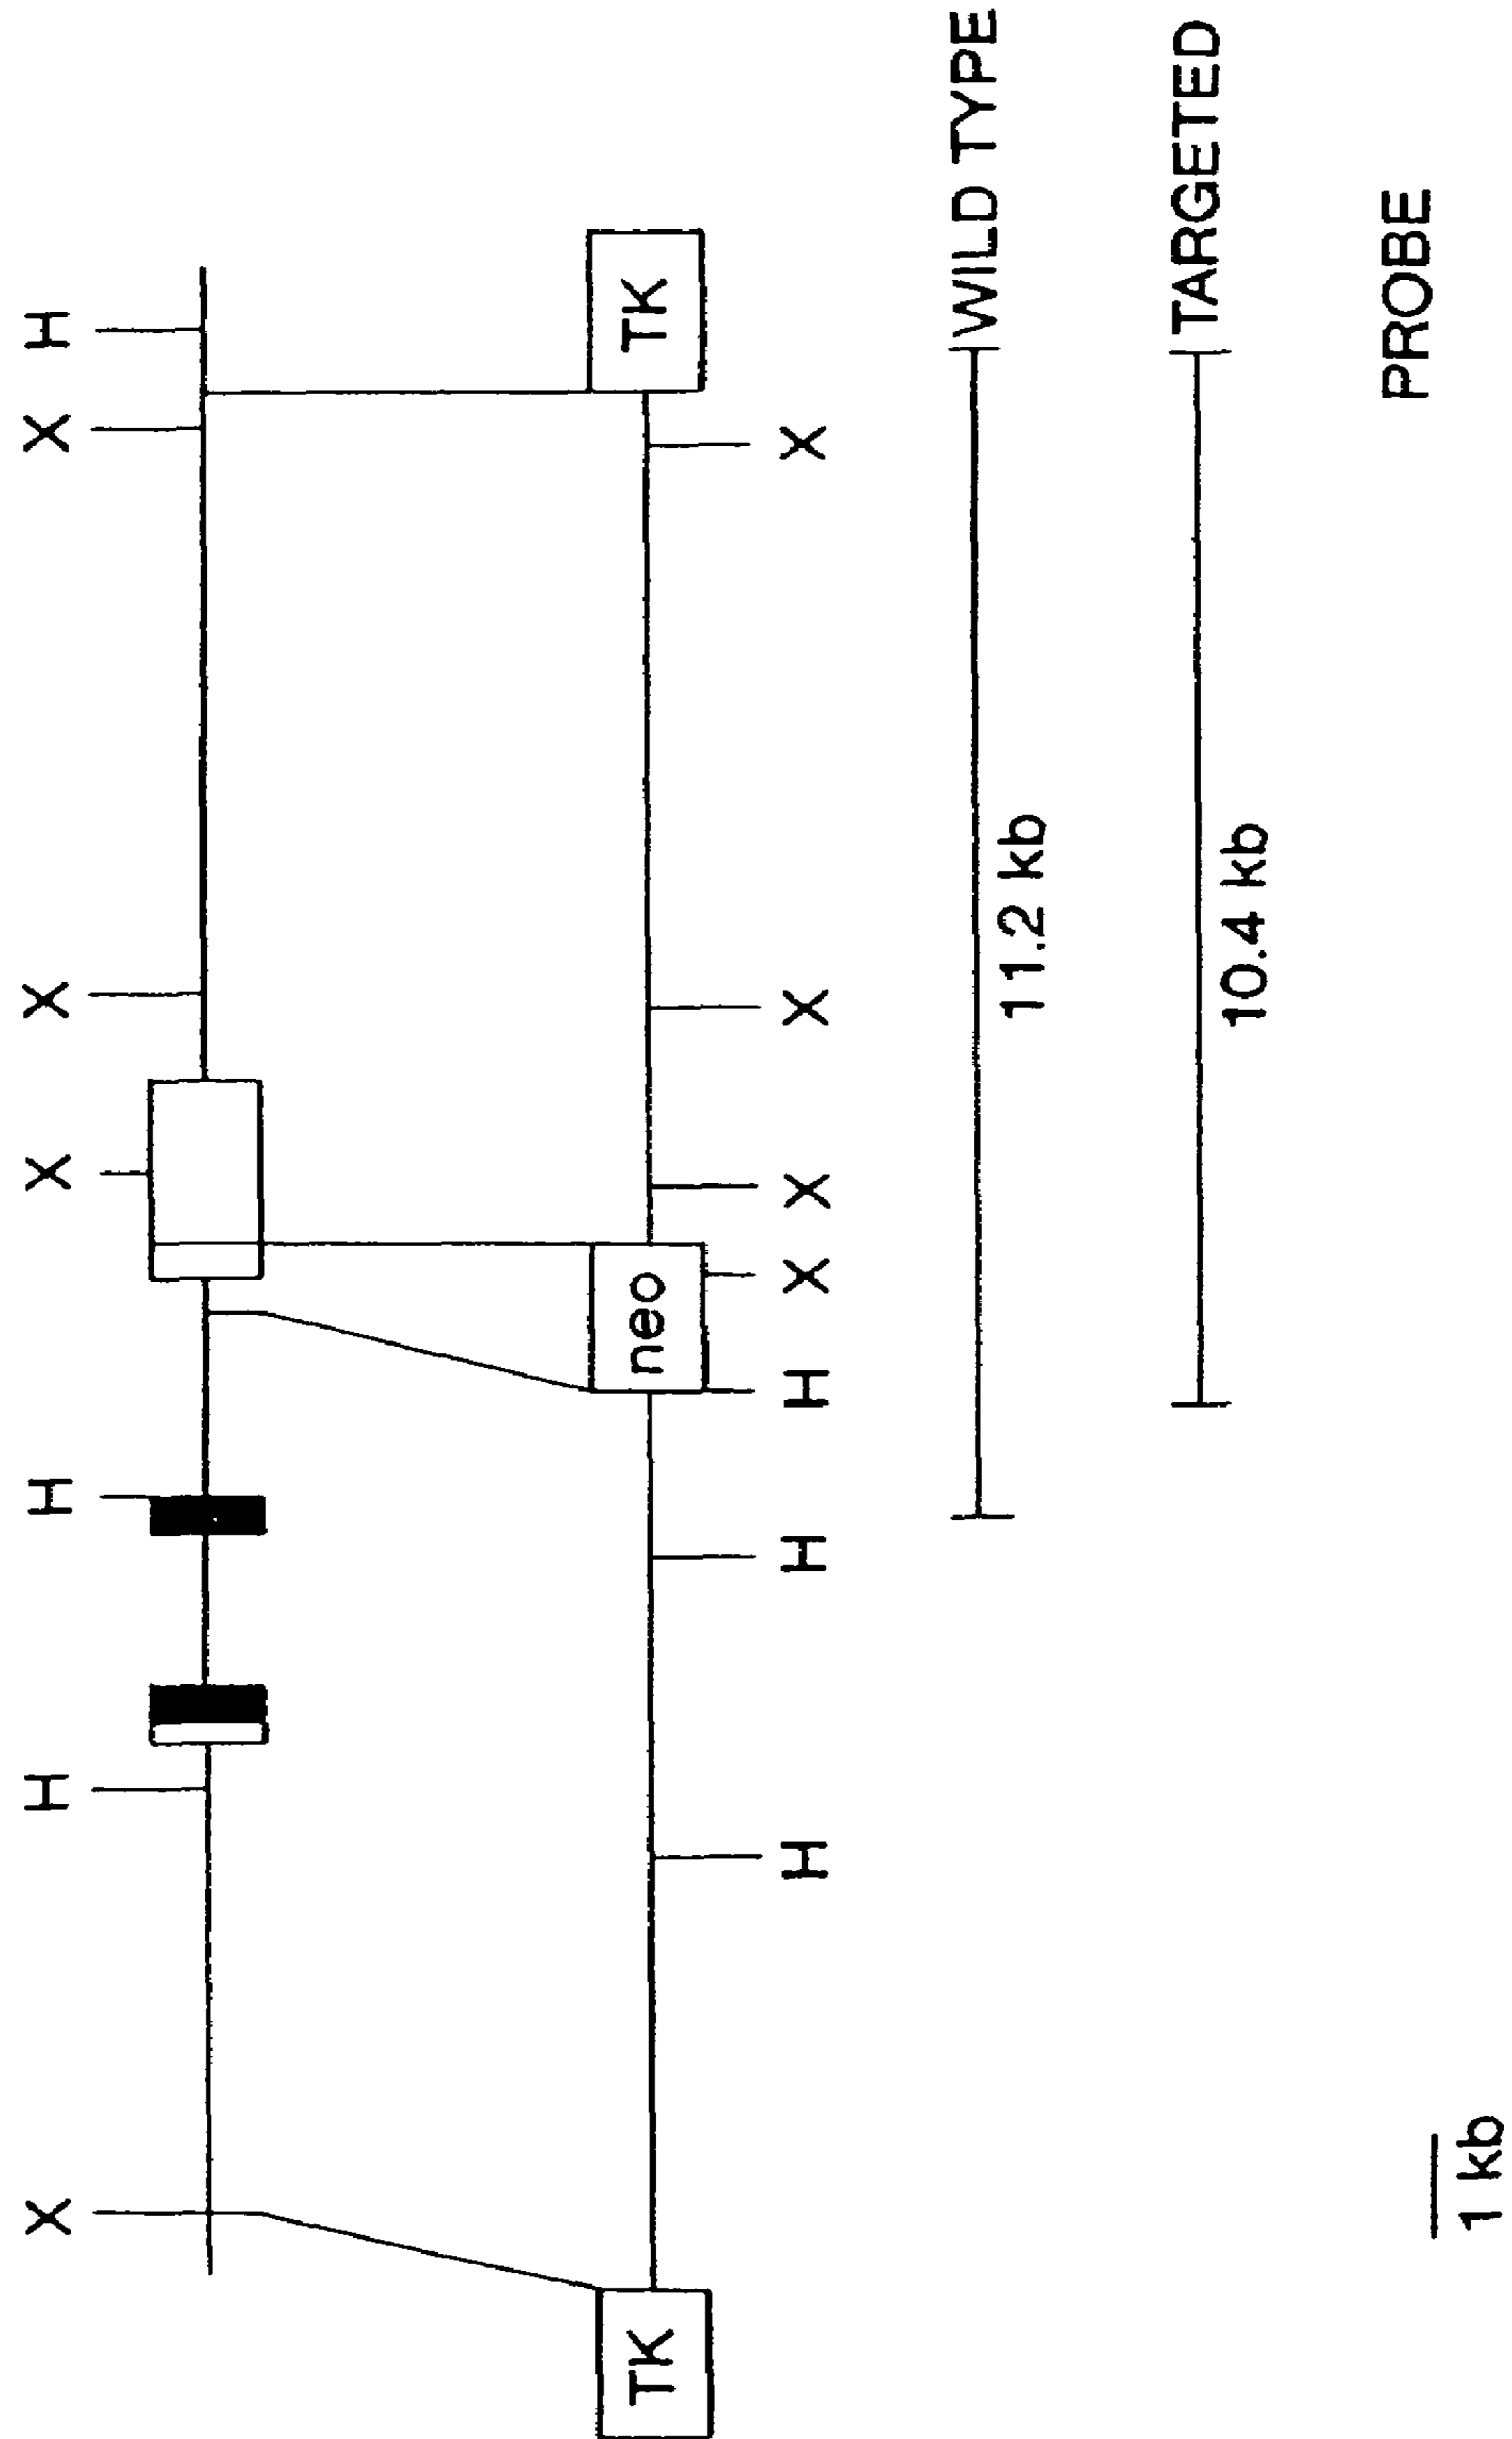 X H H X X X H
TK neo TK
H H H X X X X
WILD TYPE
11.2 kb
TARGETED
10.4 kb
PROBE
1 kb